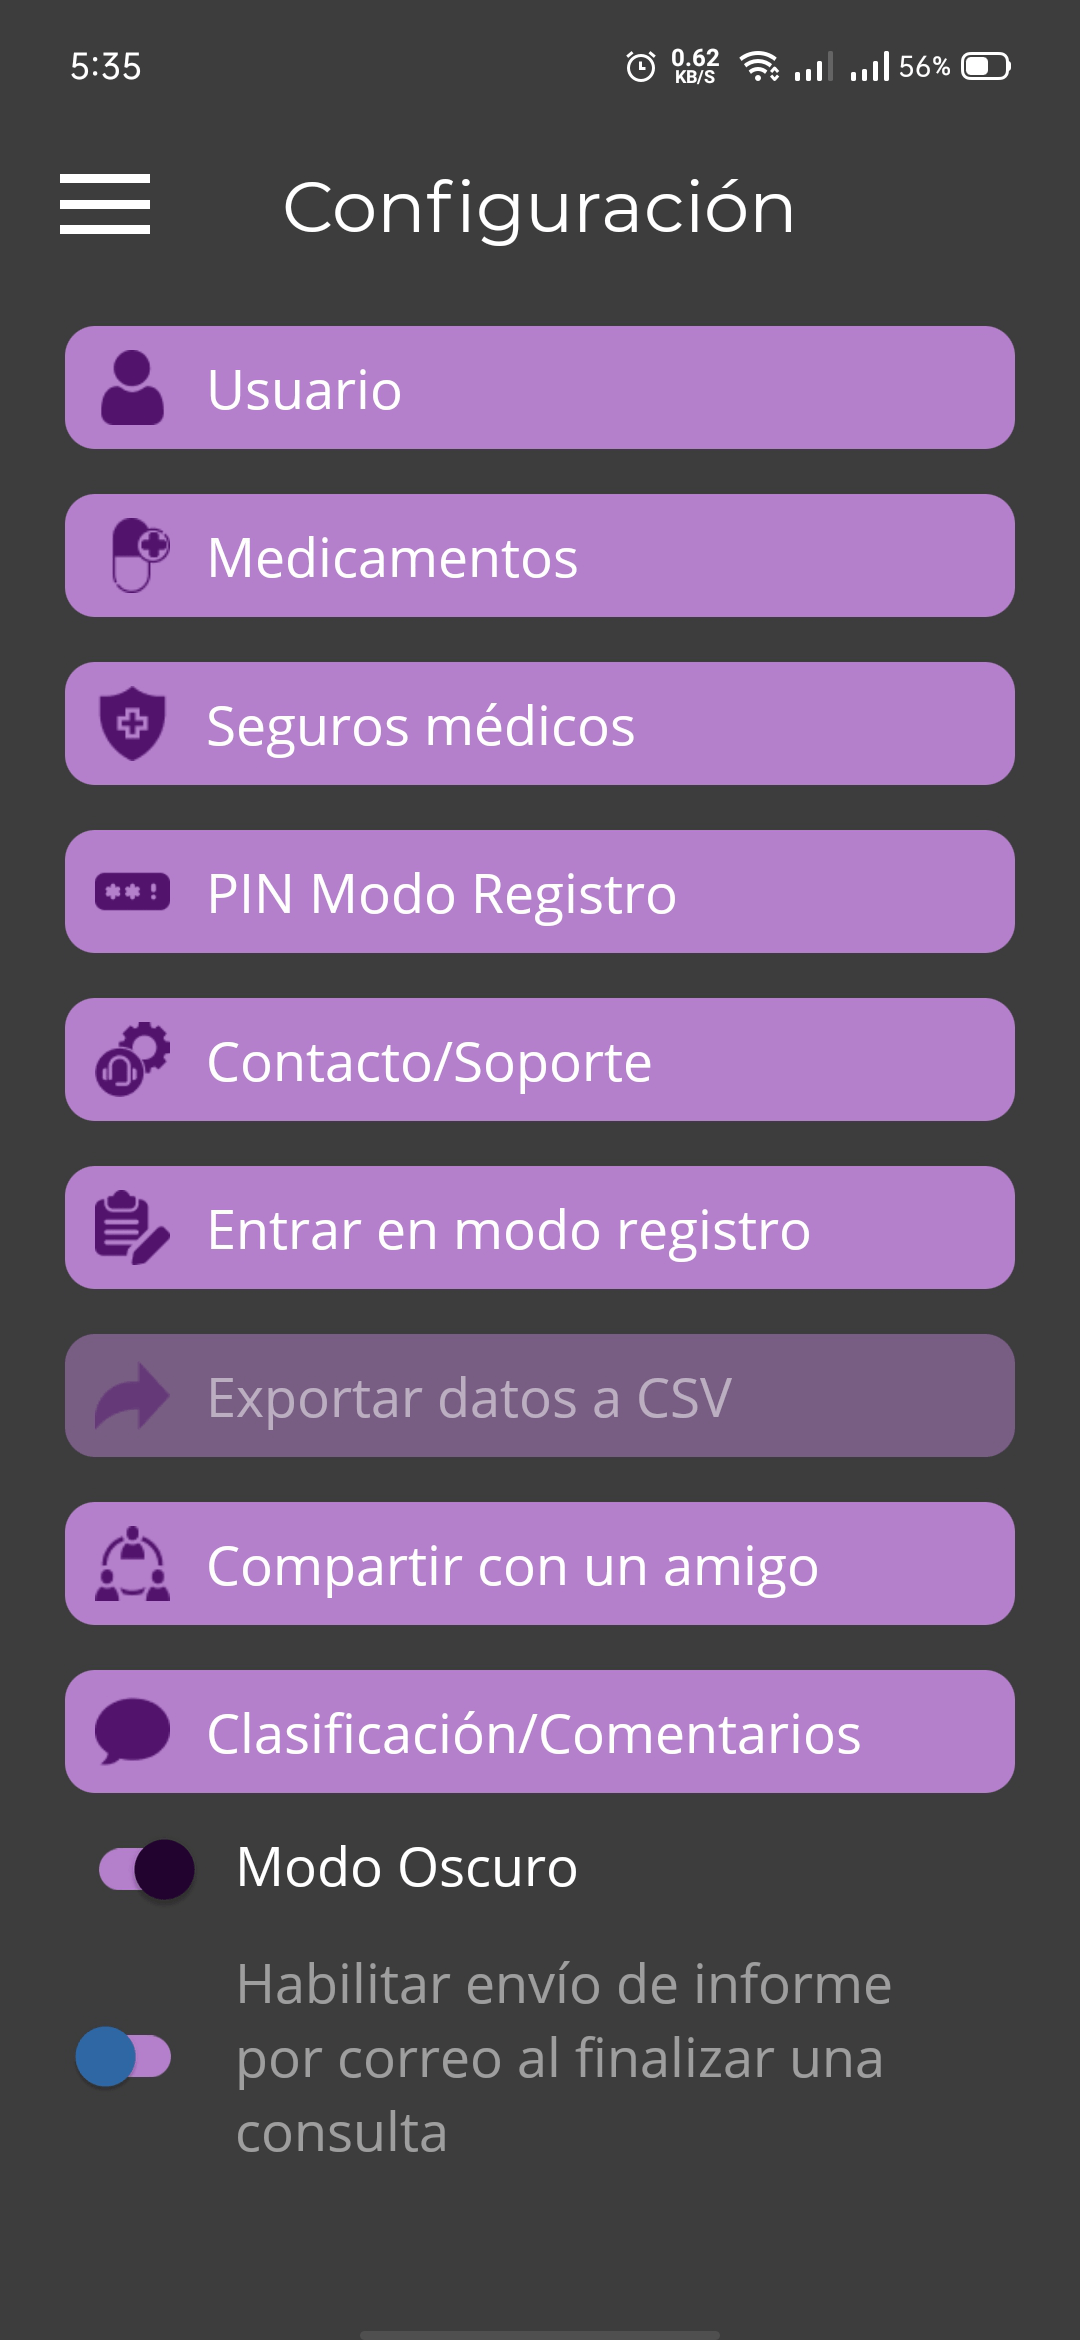 5:35
0.62
KB/S
56%
Configuración
Usuario
Medicamentos
Seguros médicos
PIN Modo Registro
Contacto/Soporte
Entrar en modo registro
Exportar datos a CSV
Compartir con un amigo
Clasificación/Comentarios
Modo Oscuro
Habilitar envío de informe
por correo al finalizar una
consulta